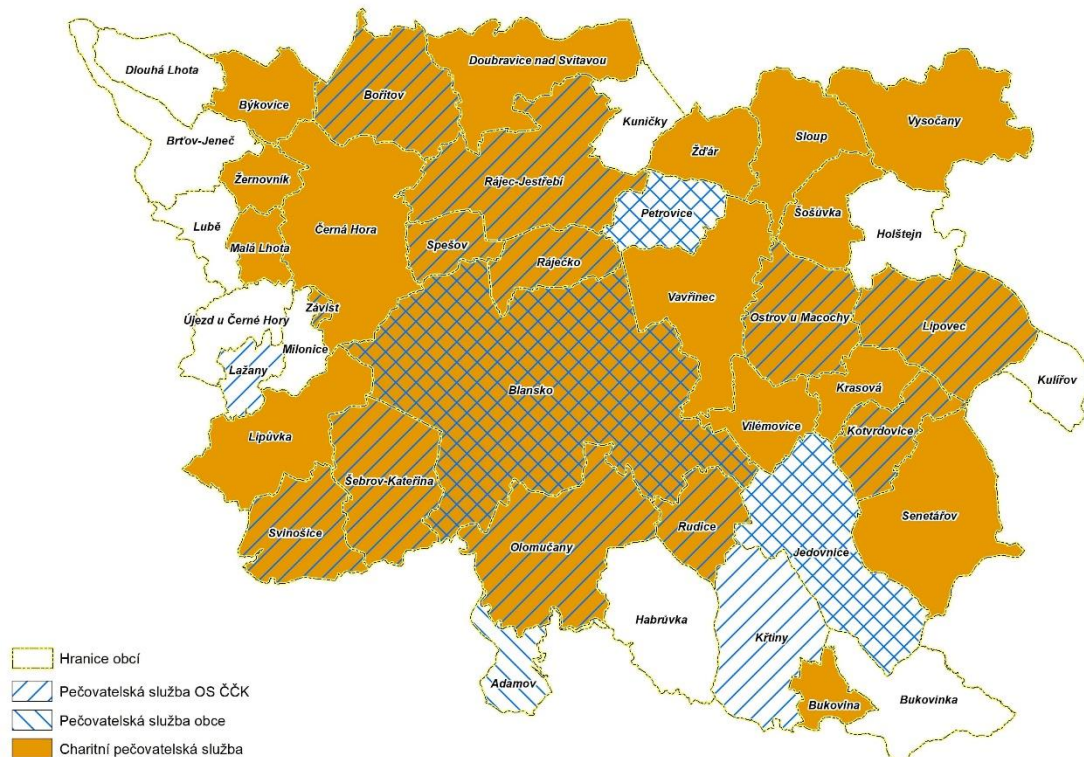 Dlouhá Lhota
Býkovice
Bořitov
Doubravice nad Svitavou
Kuničky
Žďár
Sloup
Vysočany
Brťov-Jeneč
Žernovník
Rájec-Jestřebí
Petrovice
Šošůvka
Holštejn
Lubě
Malá Lhota
Černá Hora
Spešov
Ráječko
Vavřinec
Ostrov u Macochy
Lipovec
Újezd u Černé Hory
Závist
Milonice
Lažany
Blansko
Vilémovice
Krasová
Kulířov
Kotvrdovice
Lipůvka
Šebrov-Kateřina
Svinošice
Olomučany
Rudice
Jedovnice
Senetářov
Habrůvka
Křtiny
Adamov
Bukovina
Bukovinka
Hranice obcí
Pečovatelská služba OS ČČK
Pečovatelská služba obce
Charitní pečovatelská služba